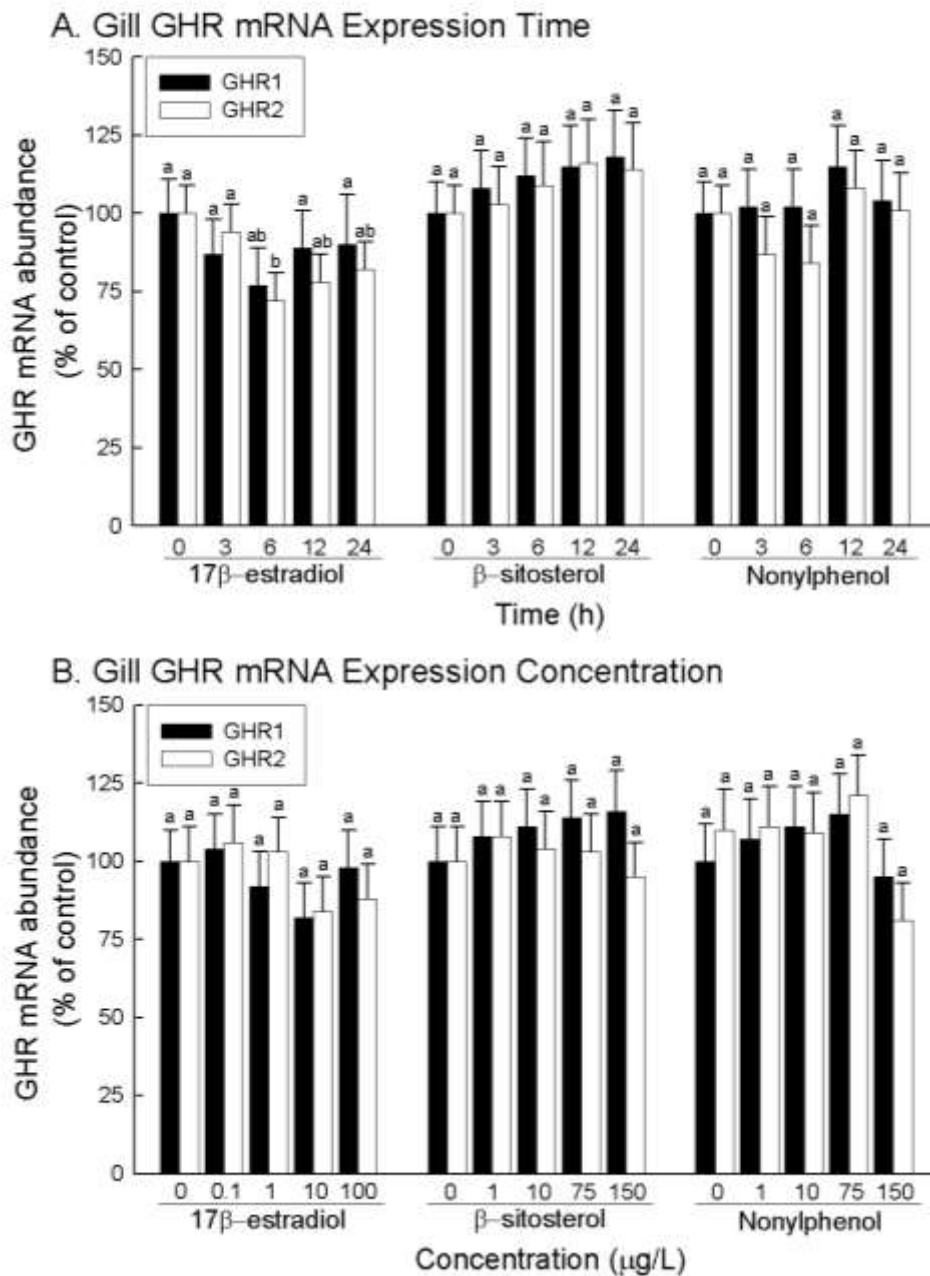 A. Gill GHR mRNA Expression Time
150
GHR1
GHR2
125
100
75
50
25
0
GHR mRNA abundance
(% of control)
a a a a ab b a ab a ab
a a a a a a a a a a
a a a a a a a a a a
0 3 6 12 24 0 3 6 12 24 0 3 6 12 24
17β−estradiol β−sitosterol Nonylphenol
Time (h)
B. Gill GHR mRNA Expression Concentration
150
GHR1
GHR2
125
100
75
50
25
0
GHR mRNA abundance
(% of control)
a a a a a a a a a a
a a a a a a a a a a
a a a a a a a a a a
0 0.1 1 10 100 0 1 10 75 150 0 1 10 75 150
17β−estradiol β−sitosterol Nonylphenol
Concentration (μg/L)